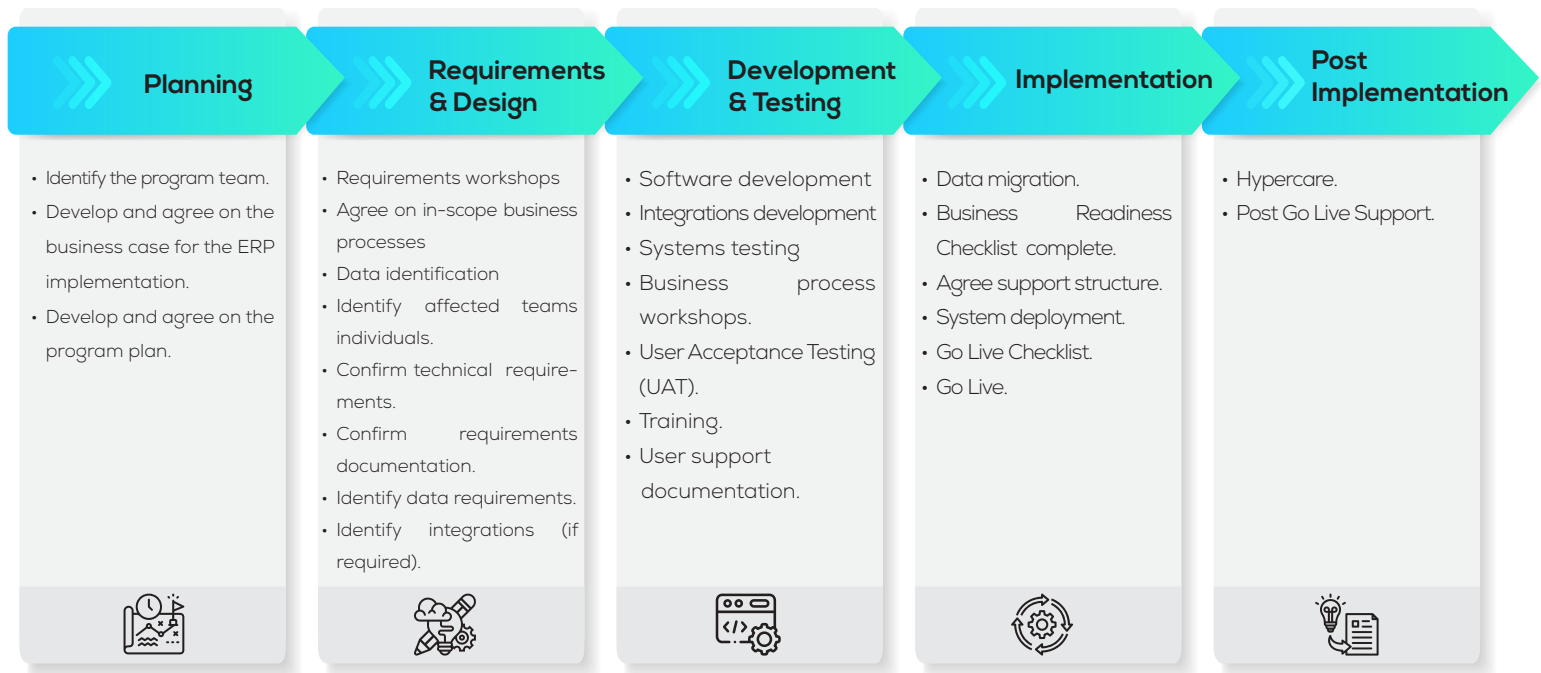 Planning
• Identify the program team.
• Develop and agree on the
business case for the ERP
implementation.
• Develop and agree on the
program plan.
Requirements
& Design
• Requirements workshops
• Agree on in-scope business
processes
• Data identification
• Identify affected teams
individuals.
• Confirm technical require-
ments.
• Confirm requirements
documentation.
• Identify data requirements.
• Identify integrations (if
required).
Development
& Testing
• Software development
• Integrations development
• Systems testing
• Business process
workshops.
• User Acceptance Testing
(UAT).
• Training.
• User support
documentation.
Implementation
• Data migration.
• Business Readiness
Checklist complete.
• Agree support structure.
• System deployment.
• Go Live Checklist.
• Go Live.
Post
Implementation
• Hypercare.
• Post Go Live Support.